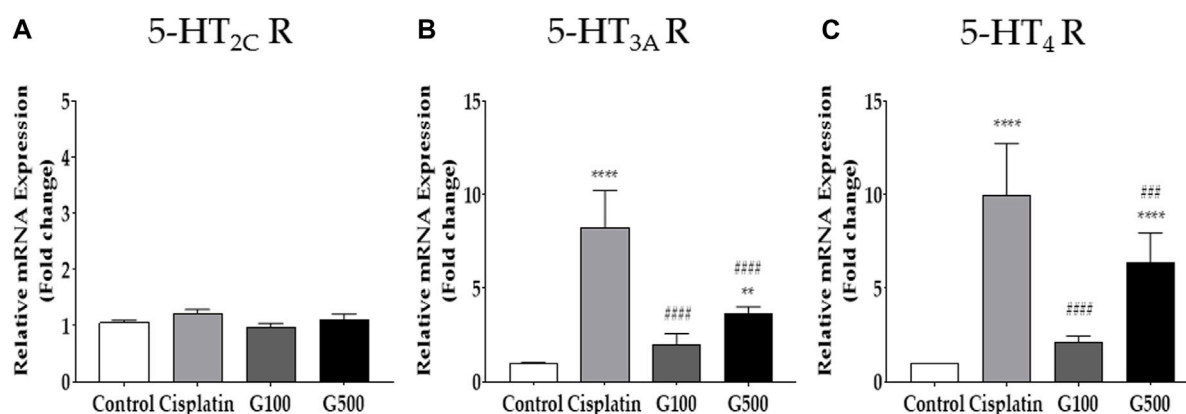 A
5-HT2C R
Relative mRNA Expression
(Fold change)
5
4
3
2
1
0
Control Cisplatin G100 G500
B
5-HT3A R
Relative mRNA Expression
(Fold change)
15
10
5
0
****
####
####
**
Control Cisplatin G100 G500
C
5-HT4 R
Relative mRNA Expression
(Fold change)
15
10
5
0
****
####
###
****
Control Cisplatin G100 G500